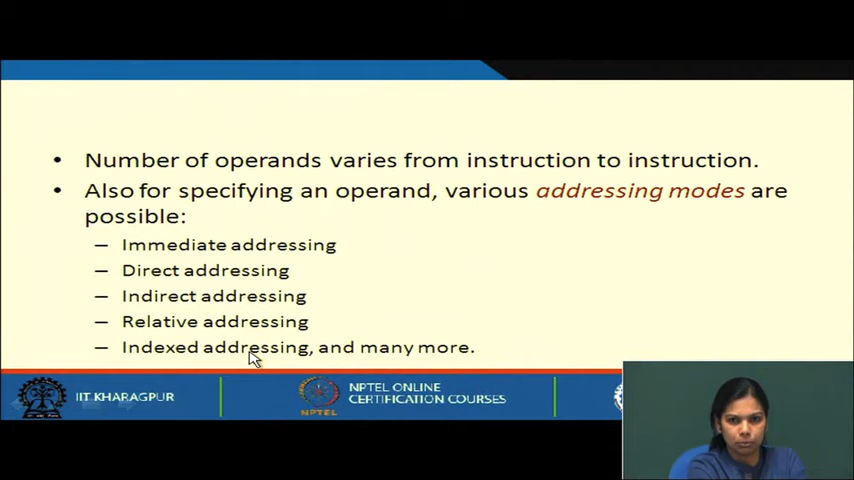 • Number of operands varies from instruction to instruction.
• Also for specifying an operand, various addressing modes are
possible:
– Immediate addressing
– Direct addressing
– Indirect addressing
– Relative addressing
– Indexed addressing, and many more.
IIT KHARAGPUR
NPTEL
NPTEL ONLINE
CERTIFICATION COURSES